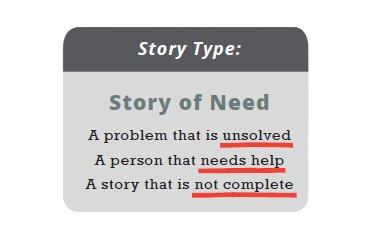 Story Type:
Story of Need
A problem that is unsolved
A person that needs help
A story that is not complete